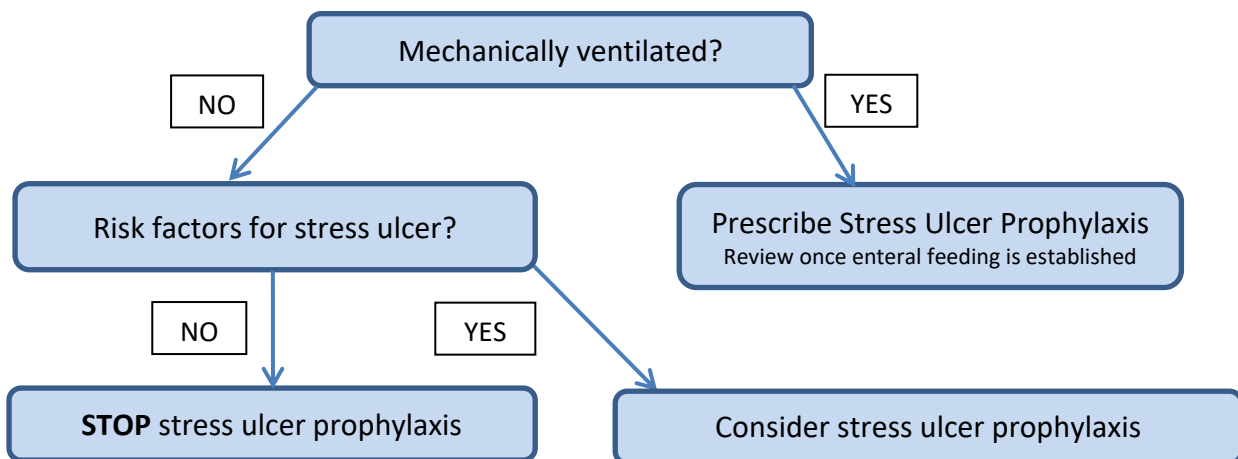 Mechanically ventilated?
NO
YES
Risk factors for stress ulcer?
Prescribe Stress Ulcer Prophylaxis
Review once enteral feeding is established
NO
YES
STOP stress ulcer prophylaxis
Consider stress ulcer prophylaxis